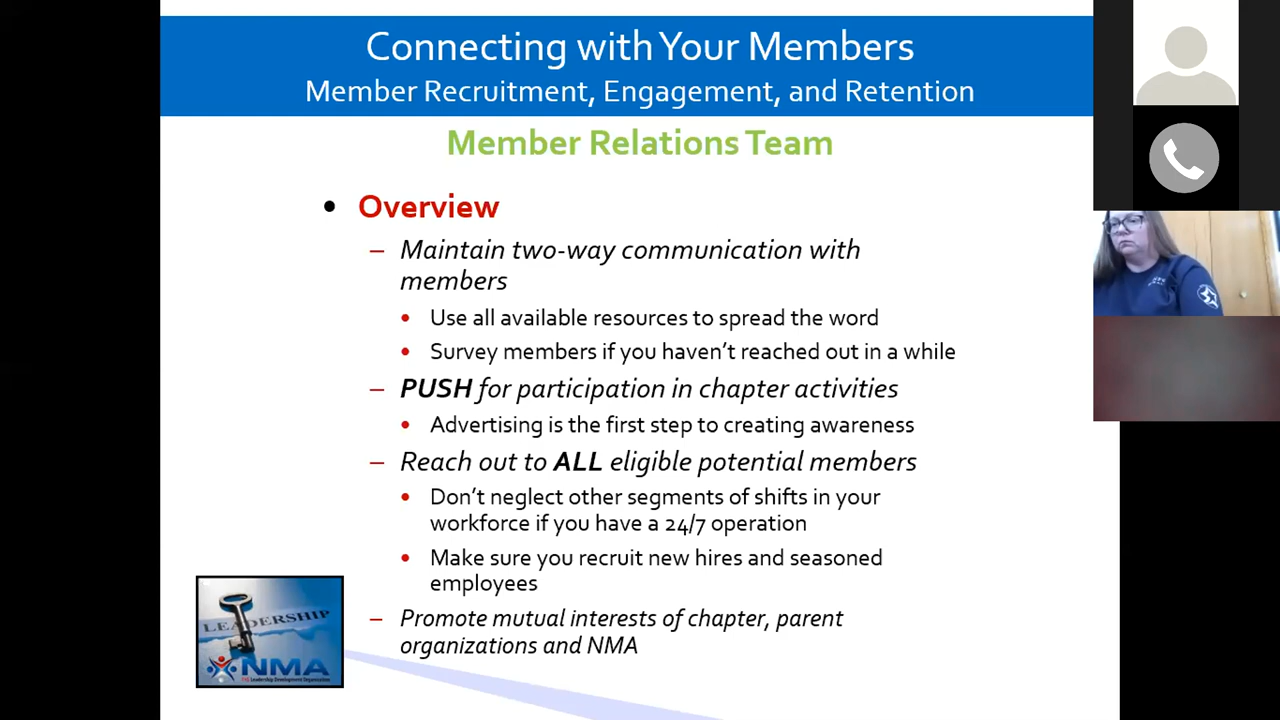 Connecting with Your Members
Member Recruitment, Engagement, and Retention
Member Relations Team
• Overview
– Maintain two-way communication with
members
• Use all available resources to spread the word
• Survey members if you haven't reached out in a while
– PUSH for participation in chapter activities
• Advertising is the first step to creating awareness
– Reach out to ALL eligible potential members
• Don't neglect other segments of shifts in your
workforce if you have a 24/7 operation
• Make sure you recruit new hires and seasoned
employees
– Promote mutual interests of chapter, parent
organizations and NMA
LEADERSHIP
NMA
THE Leadership Development Organization